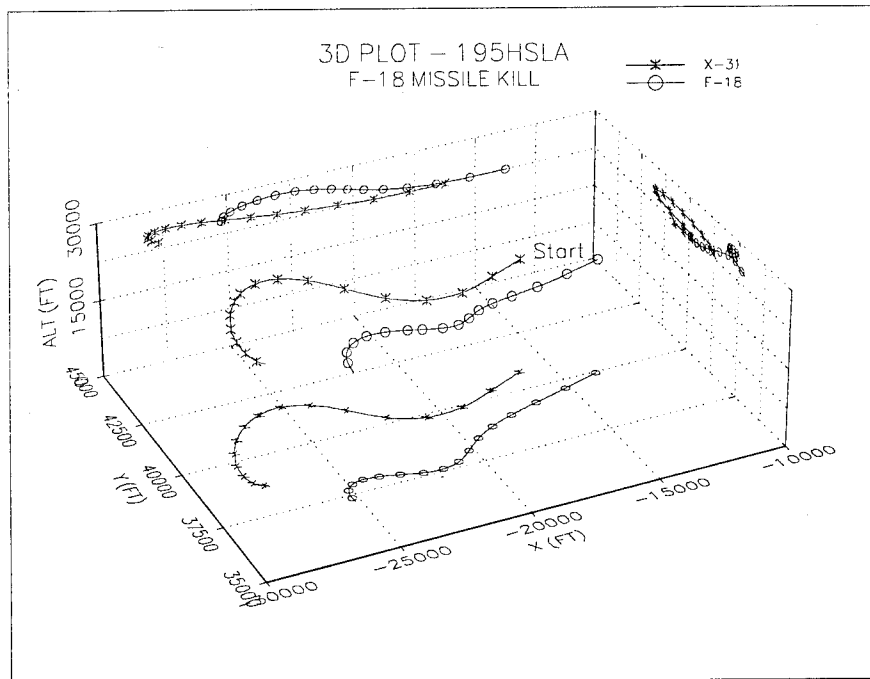 3D PLOT - 195HSLA
F-18 MISSILE KILL
X-31
F-18
Start
ALT (FT)
30000
15000
45000
42500
40000
37500
35000
Y (FT)
-25000
-20000
-15000
-10000
X (FT)